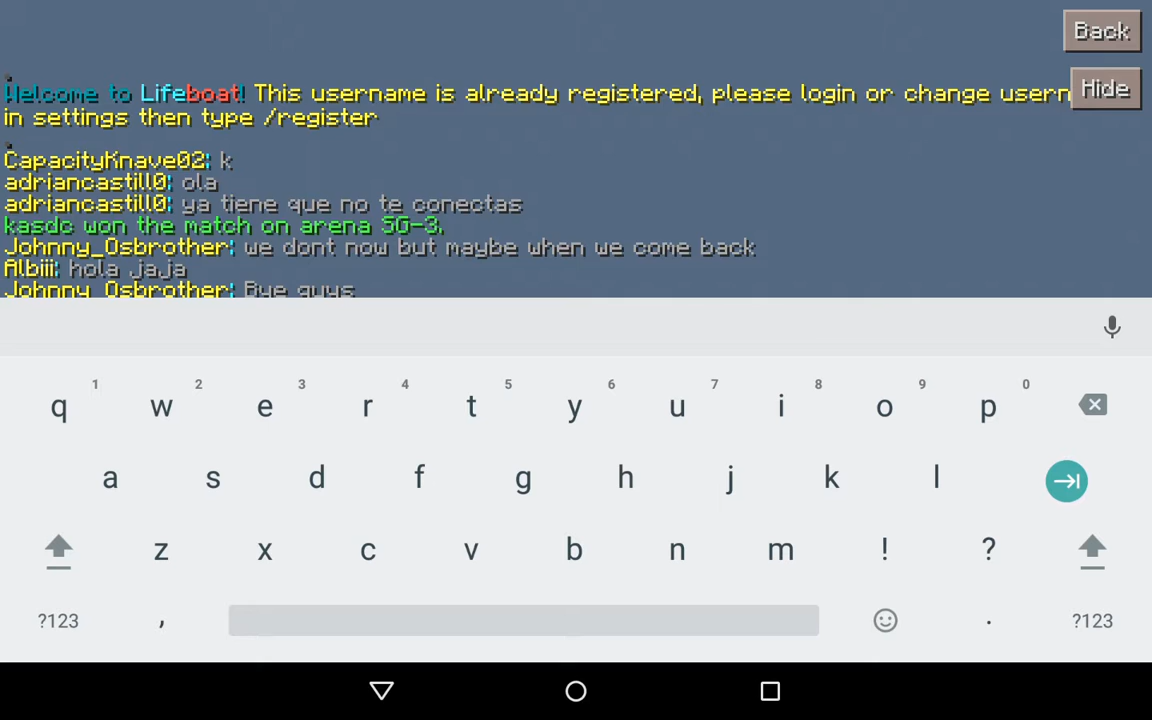 Back
Welcome to Lifeboat! This username is already registered, please login or change usern
Hide
in settings then type /register
CapacityKnave02: k
adriancastill0: ola
adriancastill0: ya tiene que no te conectas
kasdc won the match on arena SG-3.
Johnny_Osbrother: we dont now but maybe when we come back
Albiii: hola jaja
Johnny_Osbrother: Bye guys
1 2 3 4 5 6 7 8 9 0
q w e r t y u i o p
a s d f g h j k l
z x c v b n m ! ?
?123 , . ?123